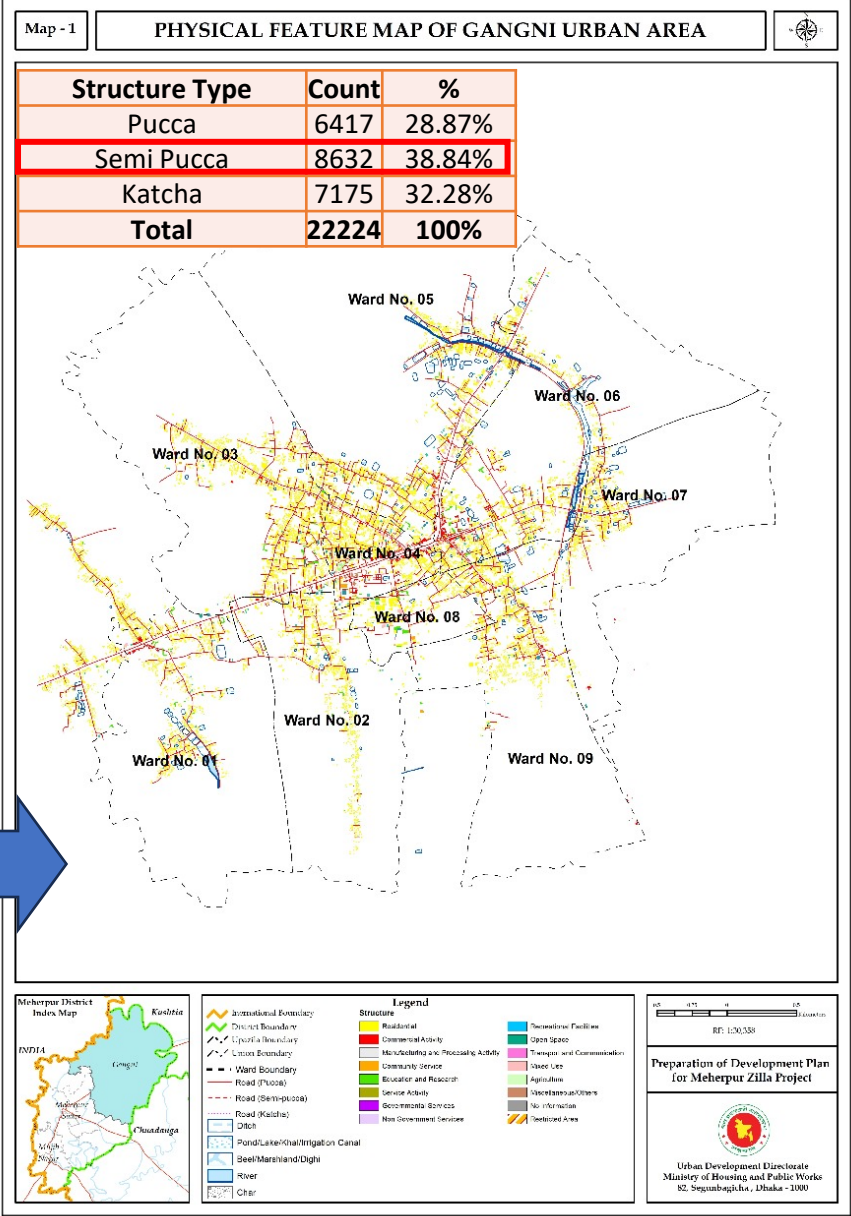 Map - 1
PHYSICAL FEATURE MAP OF GANGNI URBAN AREA
Structure Type Count %
Pucca 6417 28.87%
Semi Pucca 8632 38.84%
Katcha 7175 32.28%
Total 22224 100%
Ward No. 05
Ward No. 06
Ward No. 03
Ward No. 07
Ward No. 04
Ward No. 08
Ward No. 02
Ward No. 01
Ward No. 09
Meherpur District
Index Map
Kushtia
INDIA
Gangni
Meherpur
Chuadanga
Legend
International Boundary
District Boundary
Upazila Boundary
Union Boundary
Ward Boundary
Road (Pucca)
Road (Semi-pucca)
Road (Katcha)
Ditch
Pond/Lake/Khal/Irrigation Canal
Beel/Marshland/Dighi
River
Char
Structure
Residential
Commercial Activity
Manufacturing and Processing Activity
Community Service
Education and Research
Service Activity
Governmental Services
Non Government Services
Recreational Facilities
Open Space
Transport and Communication
Mixed Use
Agriculture
Miscellaneous/Others
No Information
Restricted Area
Preparation of Development Plan
for Meherpur Zilla Project
Urban Development Directorate
Ministry of Housing and Public Works
82, Segunbagicha, Dhaka - 1000